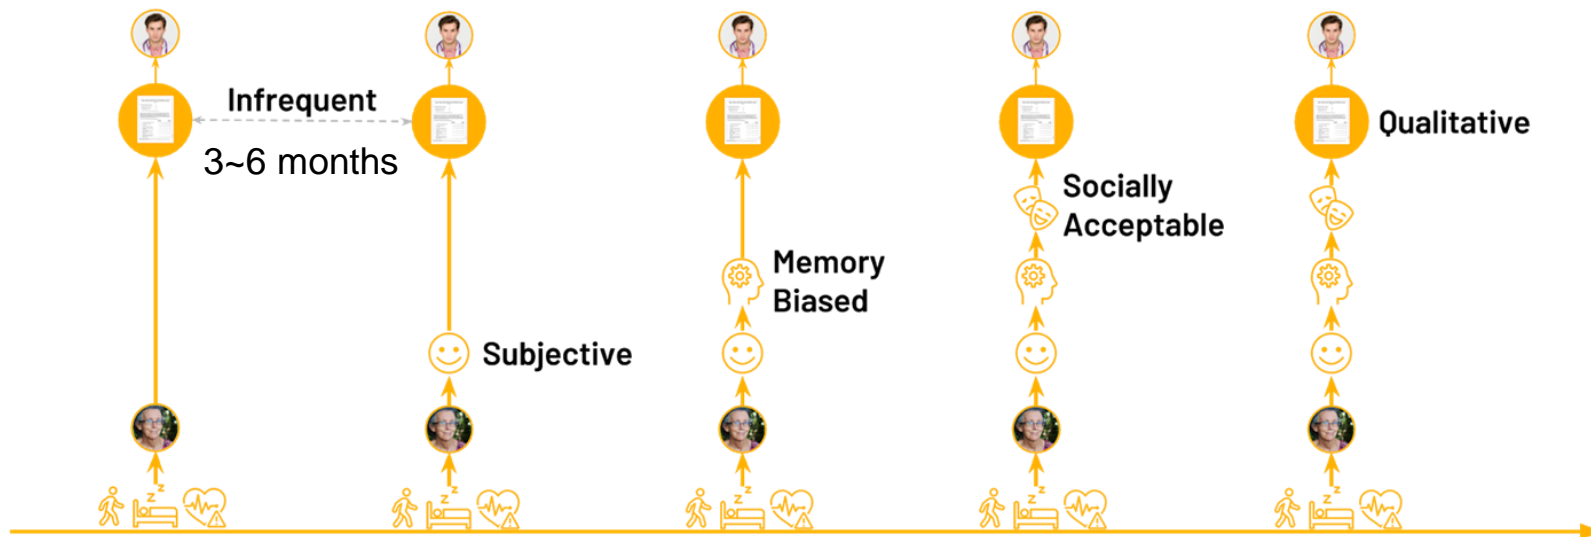 Infrequent
3~6 months
Subjective
Memory
Biased
Socially
Acceptable
Qualitative
z z
z z
z z
z z
z z